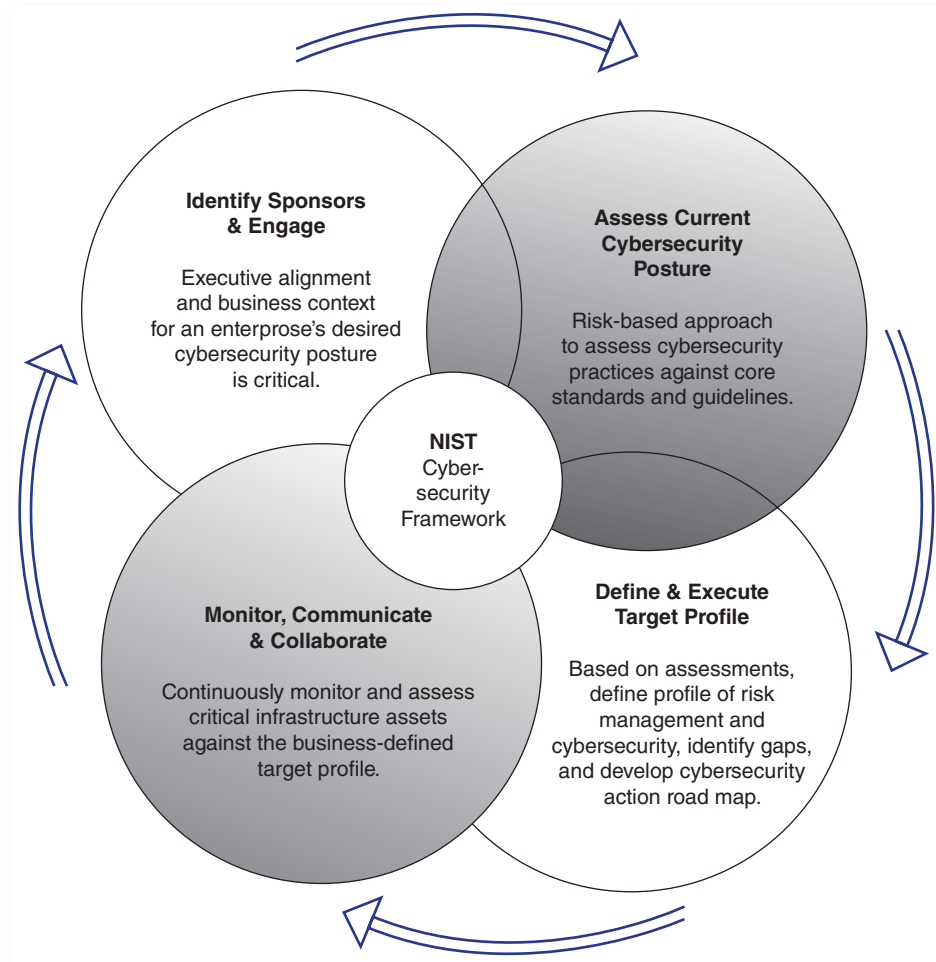 Identify Sponsors
& Engage
Executive alignment
and business context
for an enterprose's desired
cybersecurity posture
is critical.
Assess Current
Cybersecurity
Posture
Risk-based approach
to assess cybersecurity
practices against core
standards and guidelines.
NIST
Cyber-
security
Framework
Monitor, Communicate
& Collaborate
Continuously monitor and assess
critical infrastructure assets
against the business-defined
target profile.
Define & Execute
Target Profile
Based on assessments,
define profile of risk
management and
cybersecurity, identify gaps,
and develop cybersecurity
action road map.